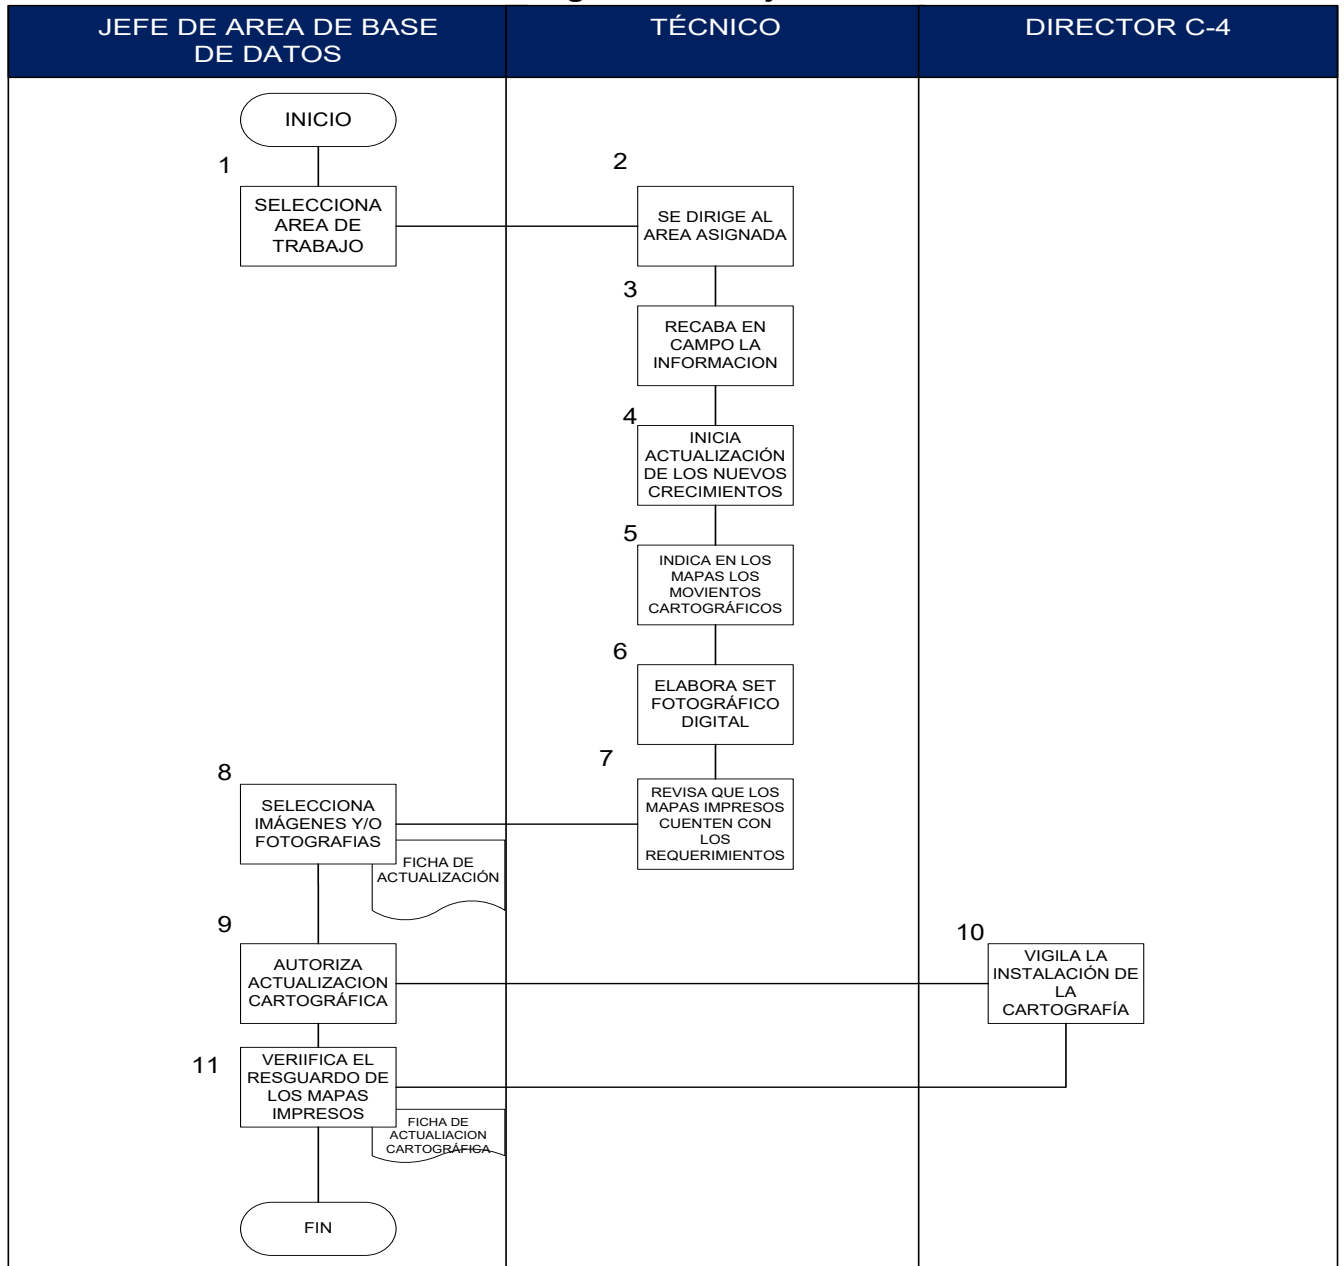 JEFE DE AREA DE BASE
DE DATOS
TÉCNICO
DIRECTOR C-4
INICIO
1
SELECCIONA
AREA DE
TRABAJO
2
SE DIRIGE AL
AREA ASIGNADA
3
RECABA EN
CAMPO LA
INFORMACION
4
INICIA
ACTUALIZACIÓN
DE LOS NUEVOS
CRECIMIENTOS
5
INDICA EN LOS
MAPAS LOS
MOVIENTOS
CARTOGRÁFICOS
6
ELABORA SET
FOTOGRÁFICO
DIGITAL
7
REVISA QUE LOS
MAPAS IMPRESOS
CUENTEN CON
LOS
REQUERIMIENTOS
8
SELECCIONA
IMÁGENES Y/O
FOTOGRAFIAS
FICHA DE
ACTUALIZACIÓN
9
AUTORIZA
ACTUALIZACION
CARTOGRÁFICA
10
VIGILA LA
INSTALACIÓN DE
LA
CARTOGRAFÍA
11
VERIIFICA EL
RESGUARDO DE
LOS MAPAS
IMPRESOS
FICHA DE
ACTUALIACION
CARTOGRÁFICA
FIN